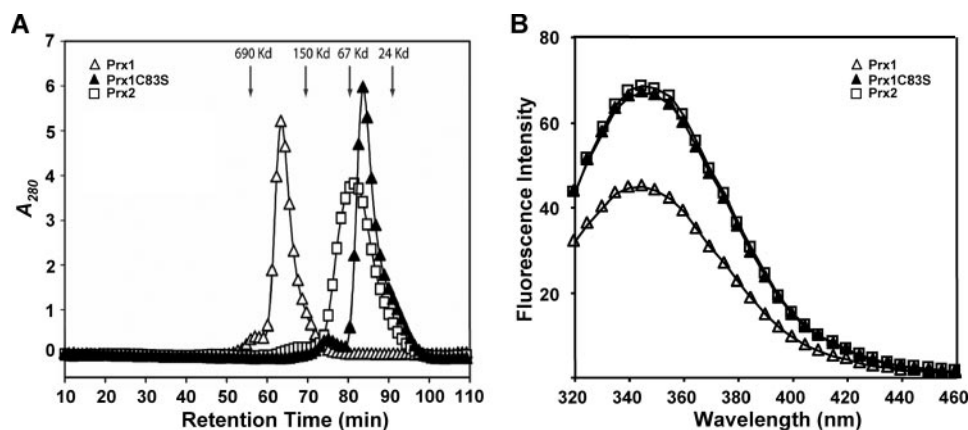 A
7
6
5
4
3
2
1
0
A280
690 Kd 150 Kd 67 Kd 24 Kd
Prx1
Prx1C83S
Prx2
10 20 30 40 50 60 70 80 90 100 110
Retention Time (min)
B
80
60
40
20
Fluorescence Intensity
Prx1
Prx1C83S
Prx2
320 340 360 380 400 420 440 460
Wavelength (nm)